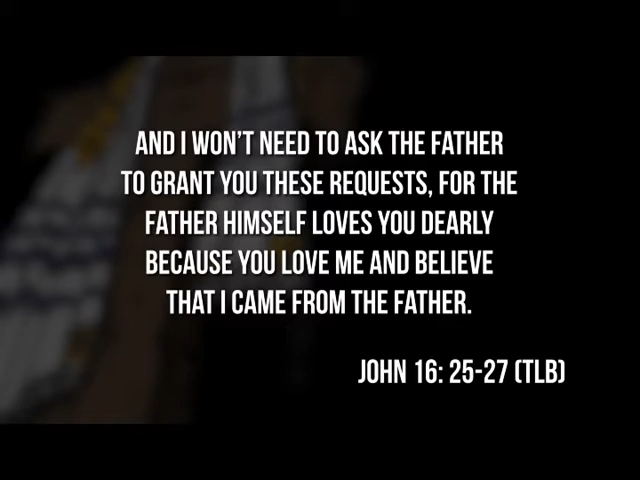 AND I WON'T NEED TO ASK THE FATHER
TO GRANT YOU THESE REQUESTS, FOR THE
FATHER HIMSELF LOVES YOU DEARLY
BECAUSE YOU LOVE ME AND BELIEVE
THAT I CAME FROM THE FATHER.
JOHN 16: 25-27 (TLB)